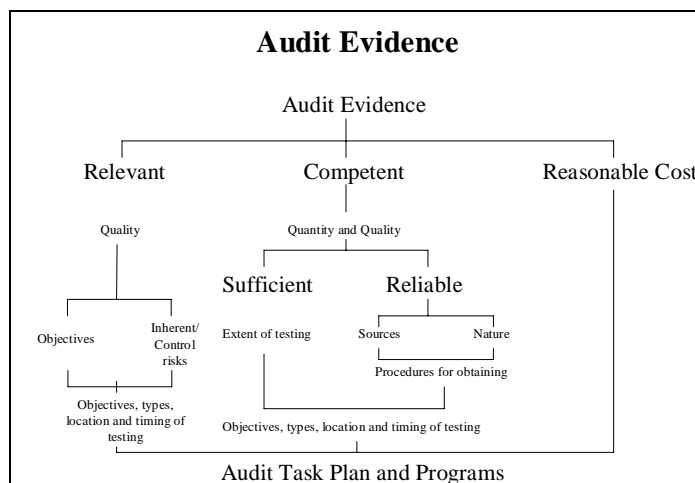 Audit Evidence
Audit Evidence
Relevant Competent Reasonable Cost
Quality Quantity and Quality
Sufficient Reliable
Objectives Inherent/
Control
risks
Extent of testing Sources Nature
Procedures for obtaining
Objectives, types,
location and timing of
testing
Objectives, types, location and timing of testing
Audit Task Plan and Programs